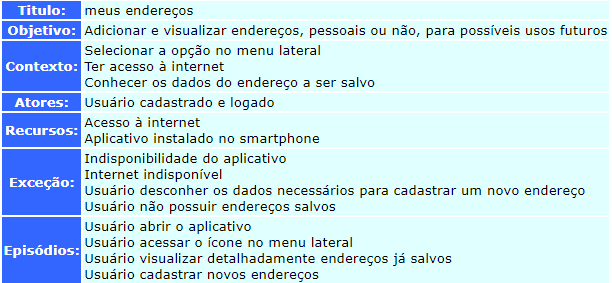 Titulo: meus endereços
Objetivo: Adicionar e visualizar endereços, pessoais ou não, para possíveis usos futuros
Contexto: Selecionar a opção no menu lateral
Ter acesso à internet
Conhecer os dados do endereço a ser salvo
Atores: Usuário cadastrado e logado
Recursos: Acesso à internet
Aplicativo instalado no smartphone
Exceção: Indisponibilidade do aplicativo
Internet indisponível
Usuário desconher os dados necessários para cadastrar um novo endereço
Usuário não possuir endereços salvos
Episódios: Usuário abrir o aplicativo
Usuário acessar o ícone no menu lateral
Usuário visualizar detalhadamente endereços já salvos
Usuário cadastrar novos endereços